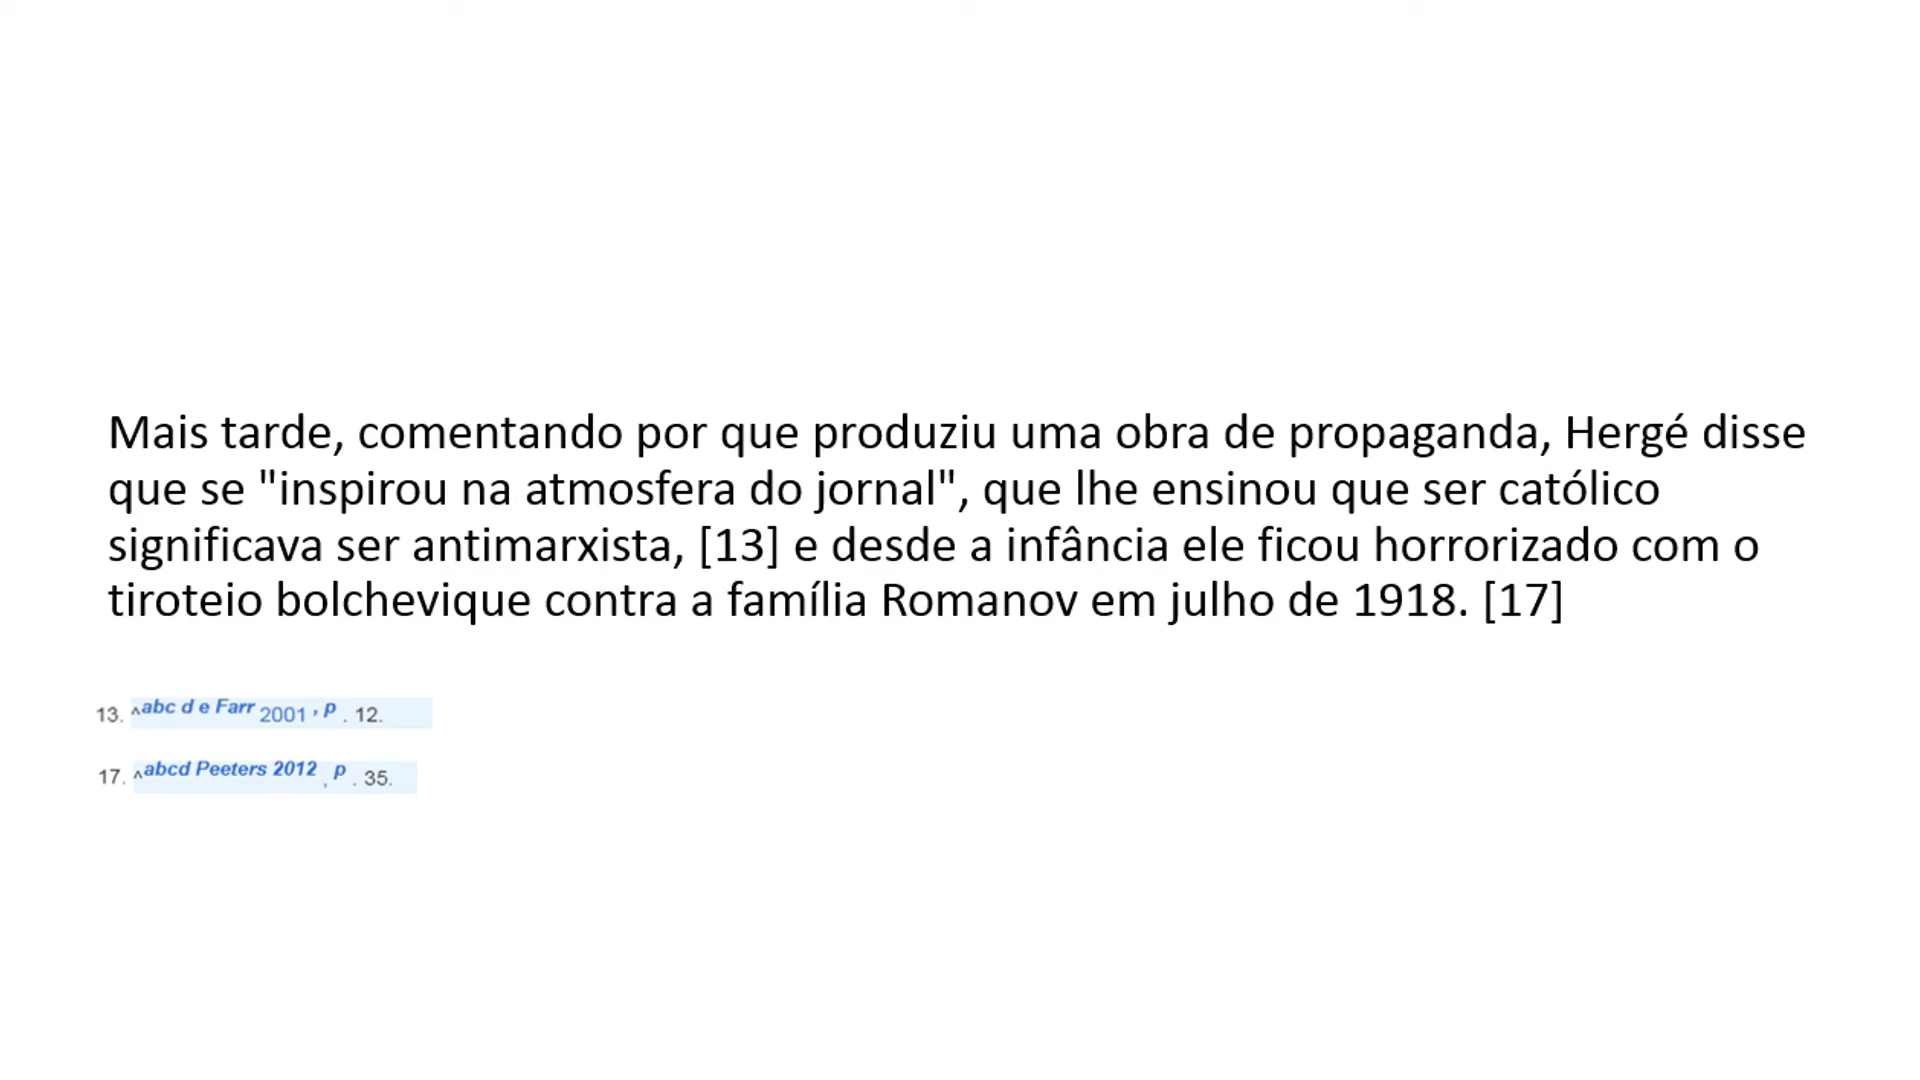 Mais tarde, comentando por que produziu uma obra de propaganda, Hergé disse
que se "inspirou na atmosfera do jornal", que lhe ensinou que ser católico
significava ser antimarxista, [13] e desde a infância ele ficou horrorizado com o
tiroteio bolchevique contra a família Romanov em julho de 1918. [17]
13. ^abc d e Farr 2001 , p . 12.
17. ^abcd Peeters 2012 , p . 35.